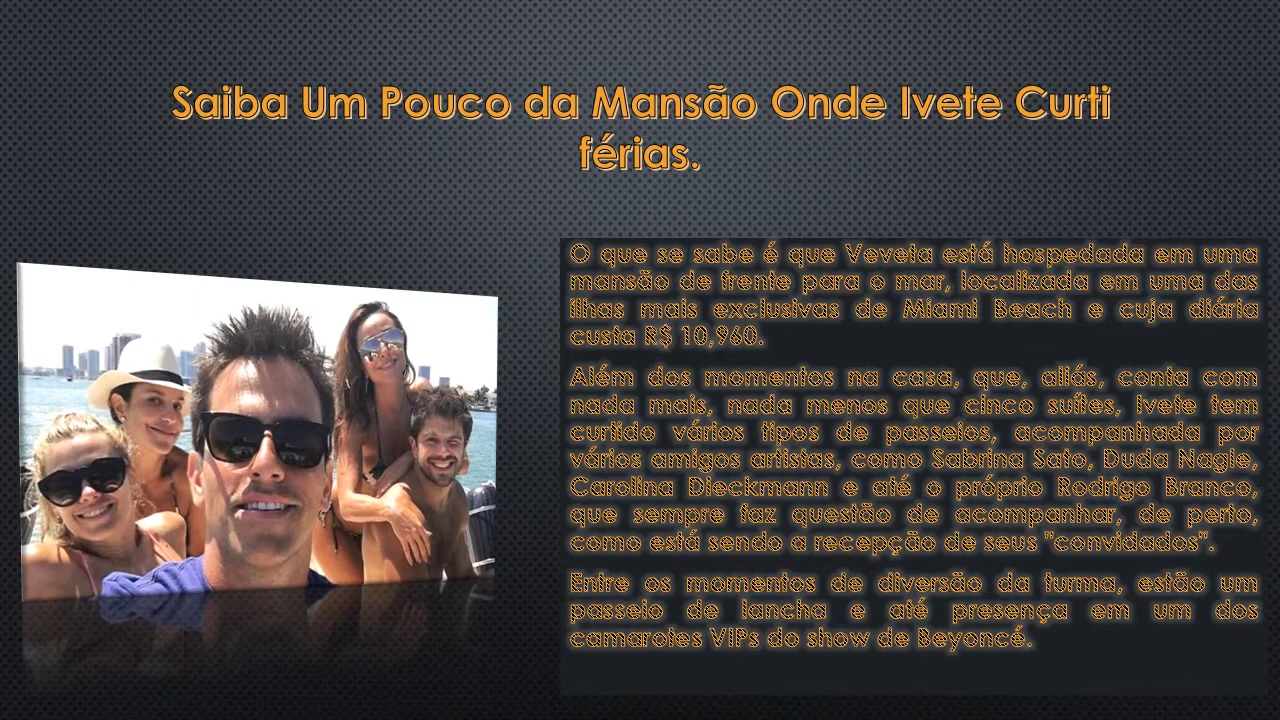 Saiba Um Pouco da Mansão Onde Ivete Curti
férias.
O que se sabe é que Veveta está hospedada em uma
mansão de frente para o mar, localizada em uma das
ilhas mais exclusivas de Miami Beach e cuja diária
custa R$ 10,960.
Além dos momentos na casa, que, aliás, conta com
nada mais, nada menos que cinco suítes, Ivete tem
curtido vários tipos de passeios, acompanhada por
vários amigos artistas, como Sabrina Sato, Duda Nagle,
Carolina Dieckmann e até o próprio Rodrigo Branco,
que sempre faz questão de acompanhar, de perto,
como está sendo a recepção de seus "convidados".
Entre os momentos de diversão da turma, estão um
passeio de lancha e até presença em um dos
camarotes VIPs do show de Beyoncé.